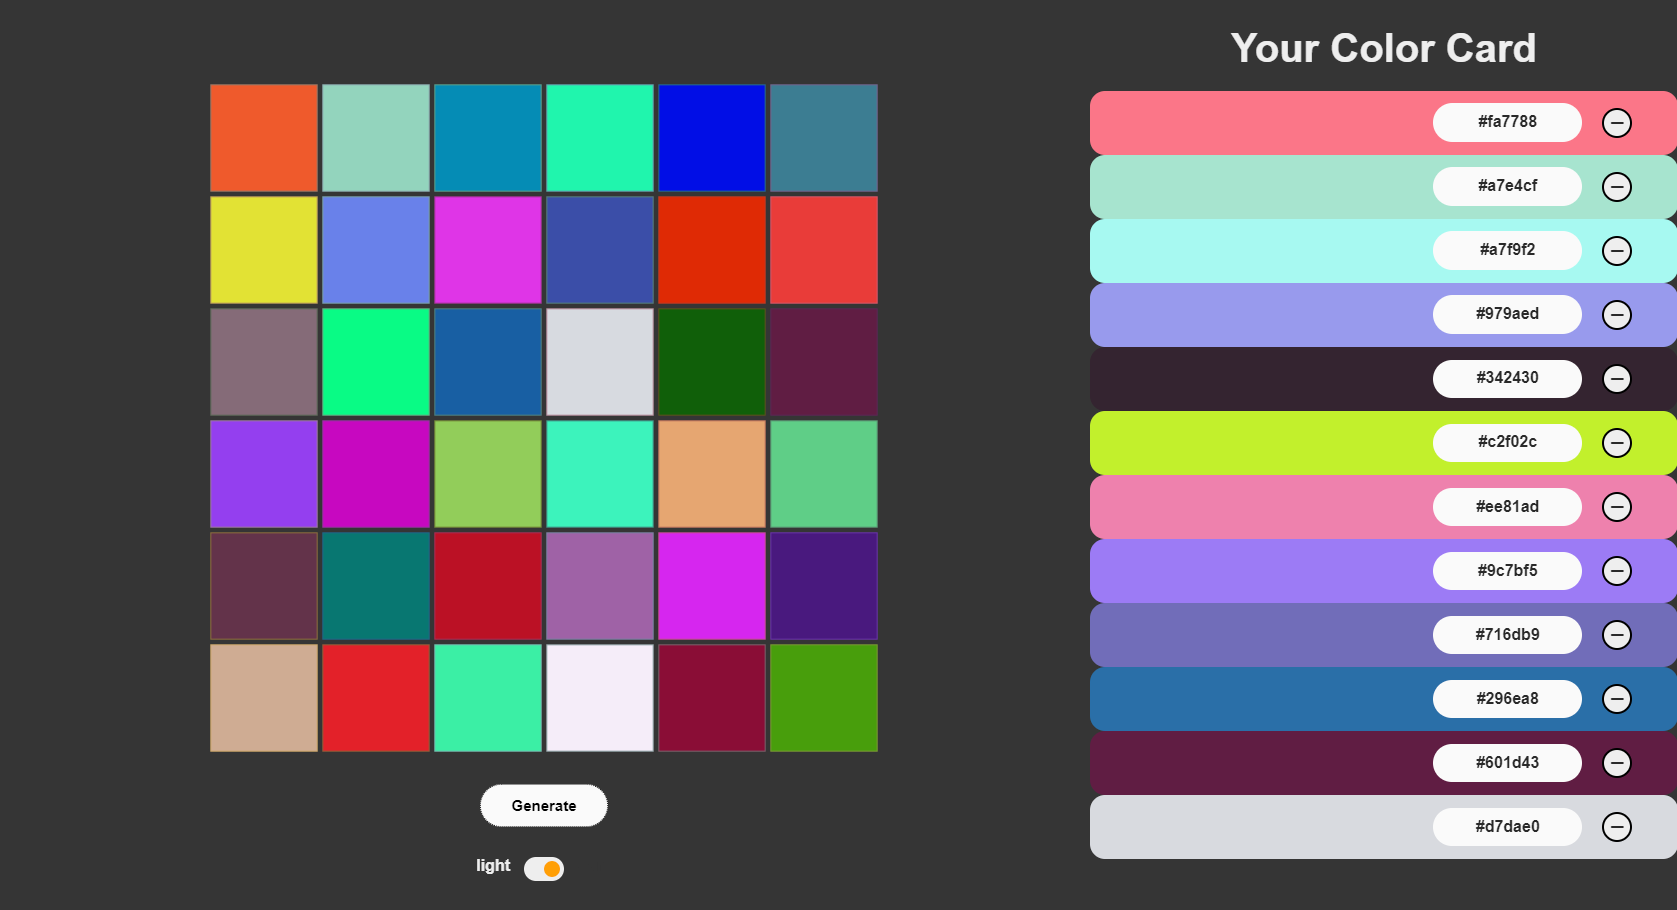 Your Color Card
#fa7788
#a7e4cf
#a7f9f2
#979aed
#342430
#c2f02c
#ee81ad
#9c7bf5
#716db9
#296ea8
#601d43
#d7dae0
Generate
light